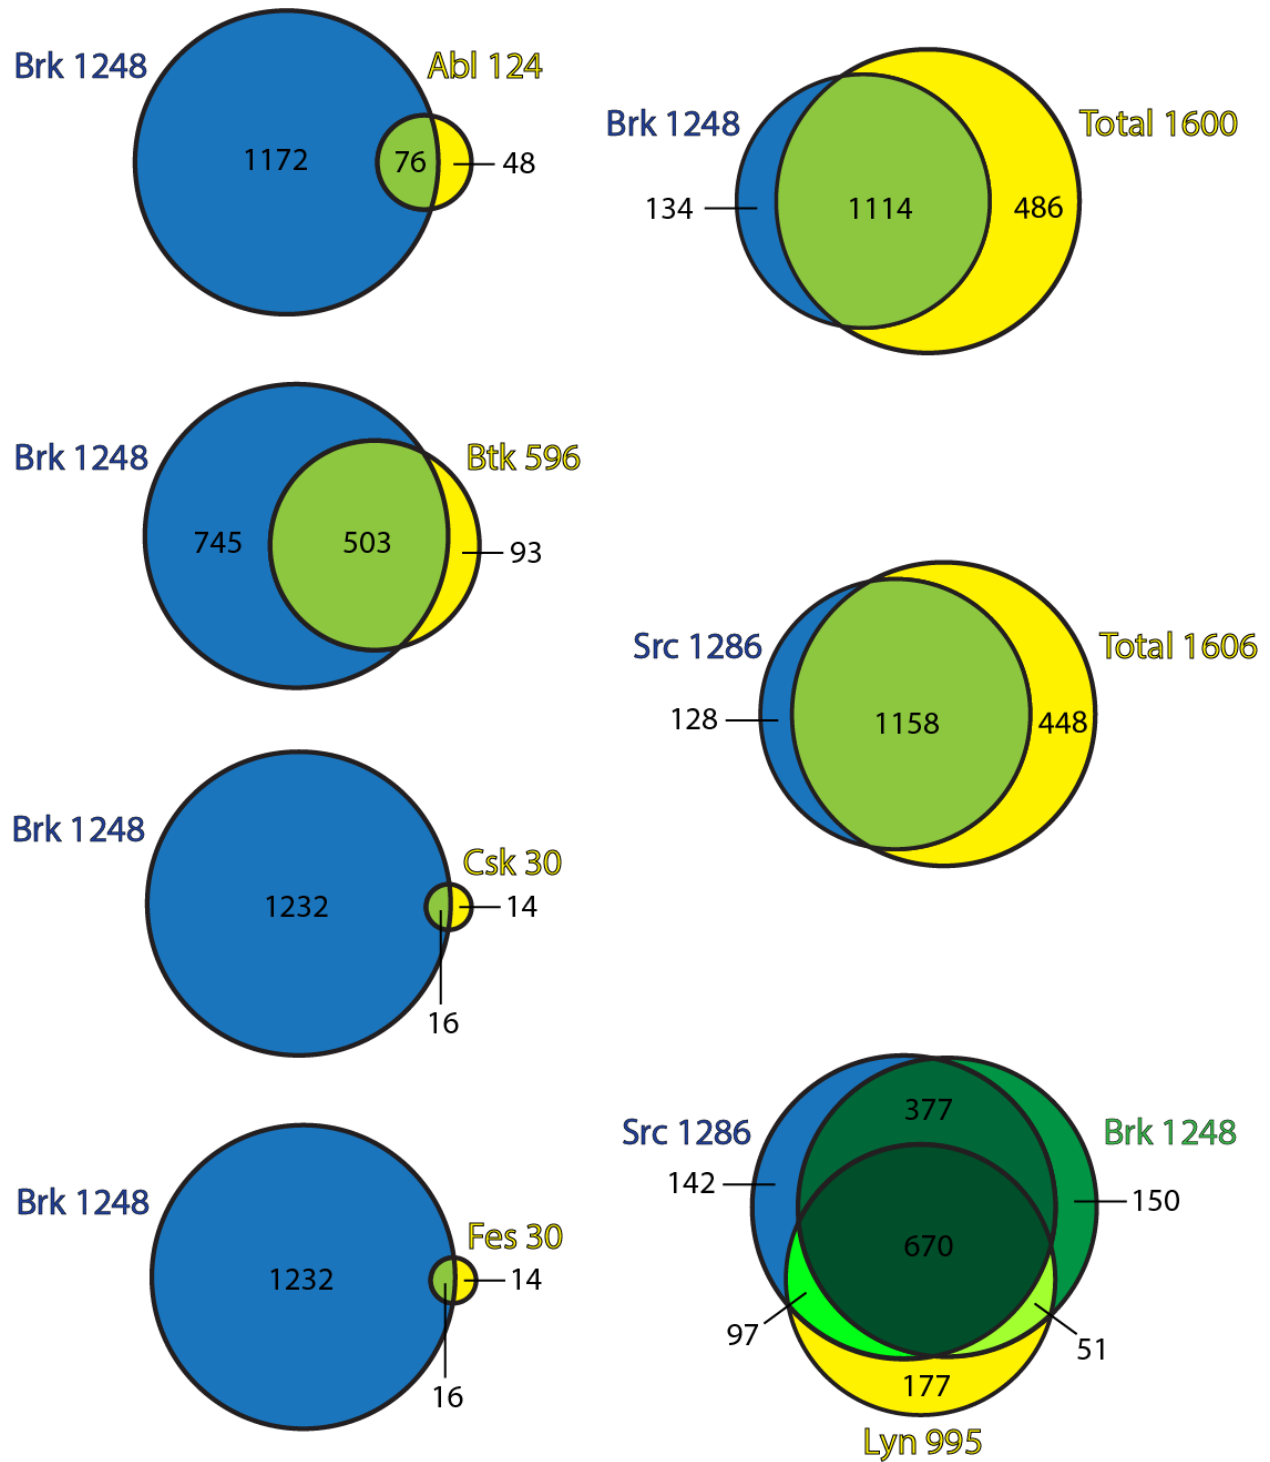 Brk 1248
Abl 124
1172
76
48
Brk 1248
Btk 596
745
503
93
Brk 1248
Csk 30
1232
14
16
Brk 1248
Fes 30
1232
14
16
Brk 1248
Total 1600
134
1114
486
Src 1286
Total 1606
128
1158
448
Src 1286
377
Brk 1248
142
150
670
97
51
177
Lyn 995